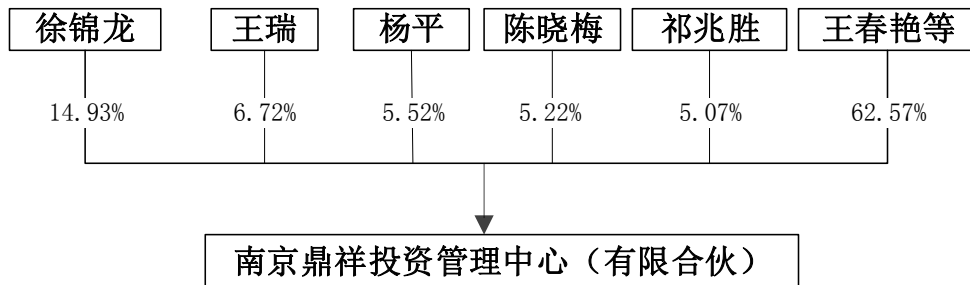 徐锦龙 王瑞 杨平 陈晓梅 祁兆胜 王春艳等
14.93% 6.72% 5.52% 5.22% 5.07% 62.57%
南京鼎祥投资管理中心（有限合伙）